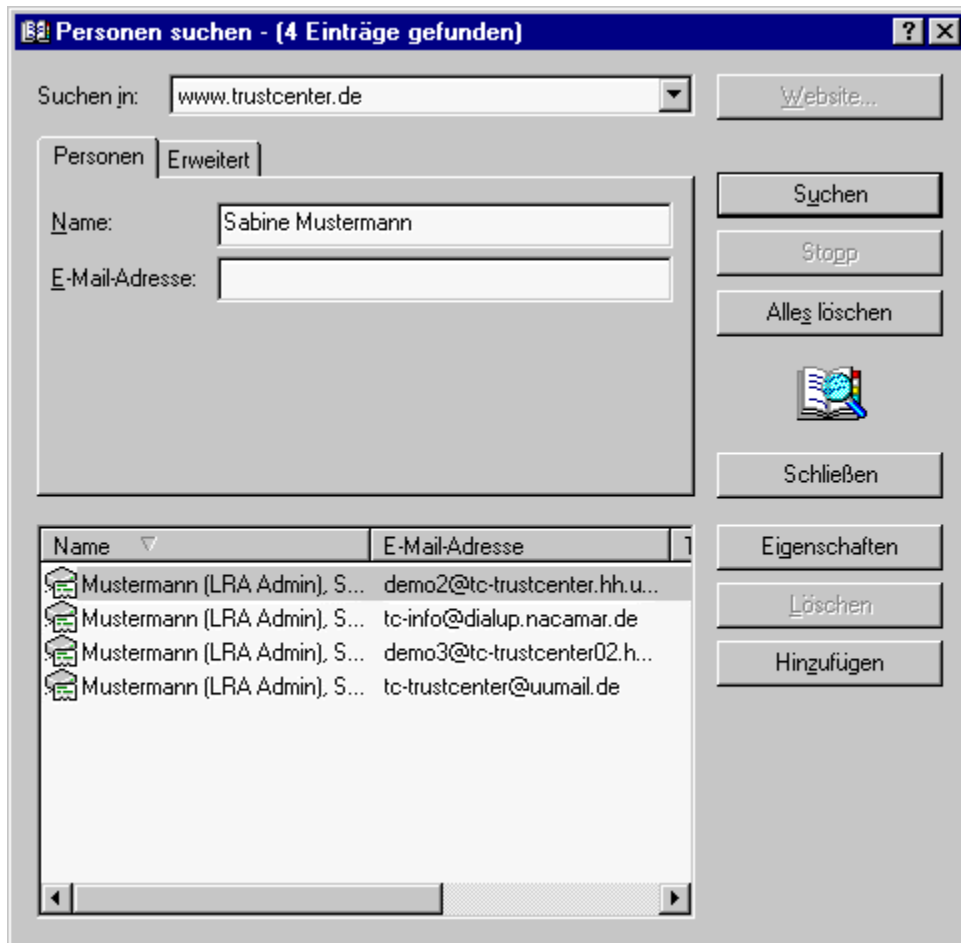 Personen suchen - (4 Einträge gefunden)
Suchen in: www.trustcenter.de
Website...
Personen Erweitert
Name: Sabine Mustermann
E-Mail-Adresse:
Suchen
Stopp
Alles löschen
Schließen
Eigenschaften
Löschen
Hinzufügen
Name E-Mail-Adresse
Mustermann (LRA Admin), S... demo2@tc-trustcenter.hh.u...
Mustermann (LRA Admin), S... tc-info@dialup.nacamar.de
Mustermann (LRA Admin), S... demo3@tc-trustcenter02.h...
Mustermann (LRA Admin), S... tc-trustcenter@uumail.de